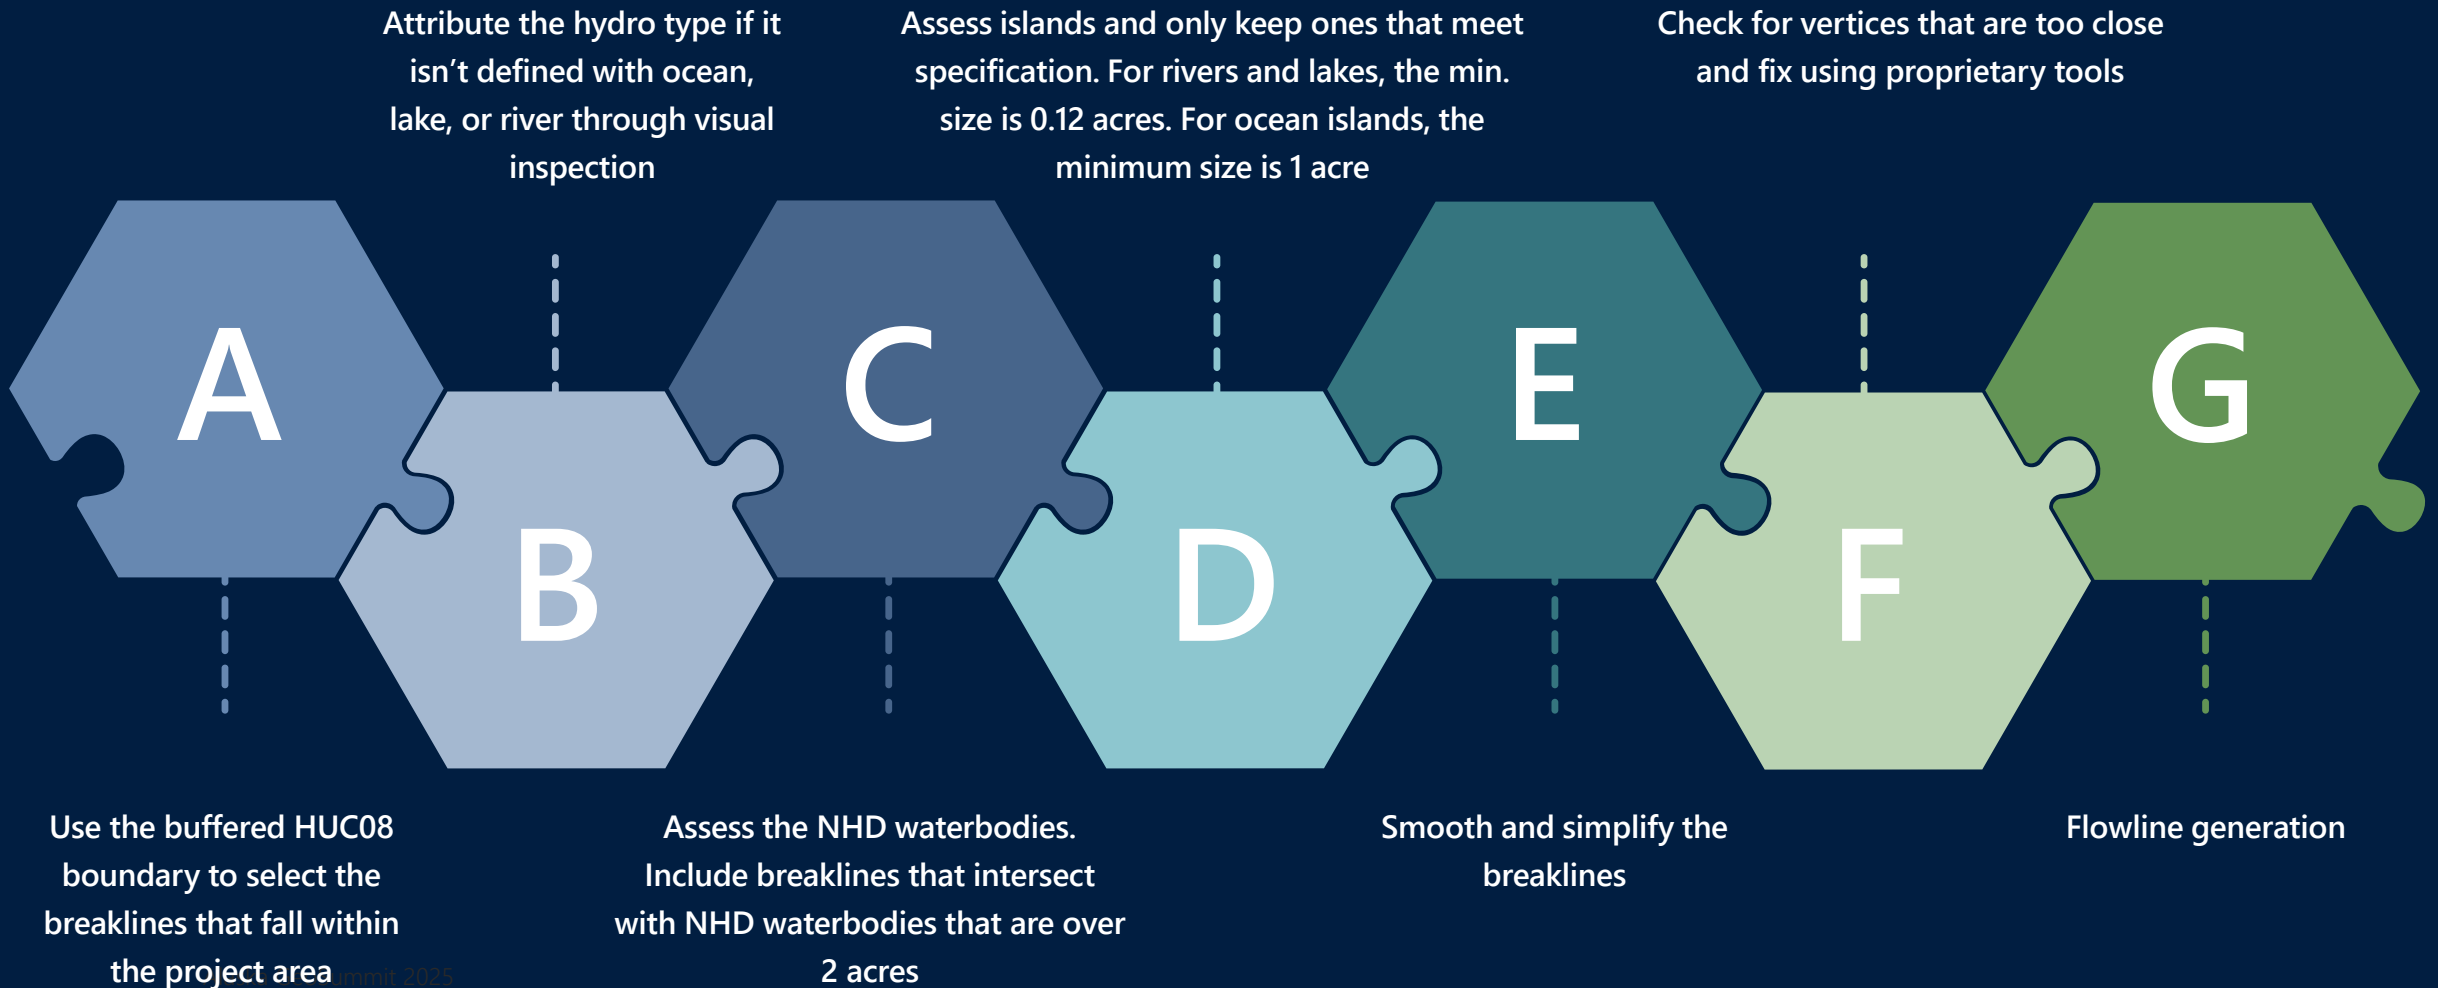 Attribute the hydro type if it
isn’t defined with ocean,
lake, or river through visual
inspection
Assess islands and only keep ones that meet
specification. For rivers and lakes, the min.
size is 0.12 acres. For ocean islands, the
minimum size is 1 acre
Check for vertices that are too close
and fix using proprietary tools
A
B
C
D
E
F
G
Use the buffered HUC08
boundary to select the
breaklines that fall within
the project area
Assess the NHD waterbodies.
Include breaklines that intersect
with NHD waterbodies that are over
2 acres
Smooth and simplify the
breaklines
Flowline generation
2025